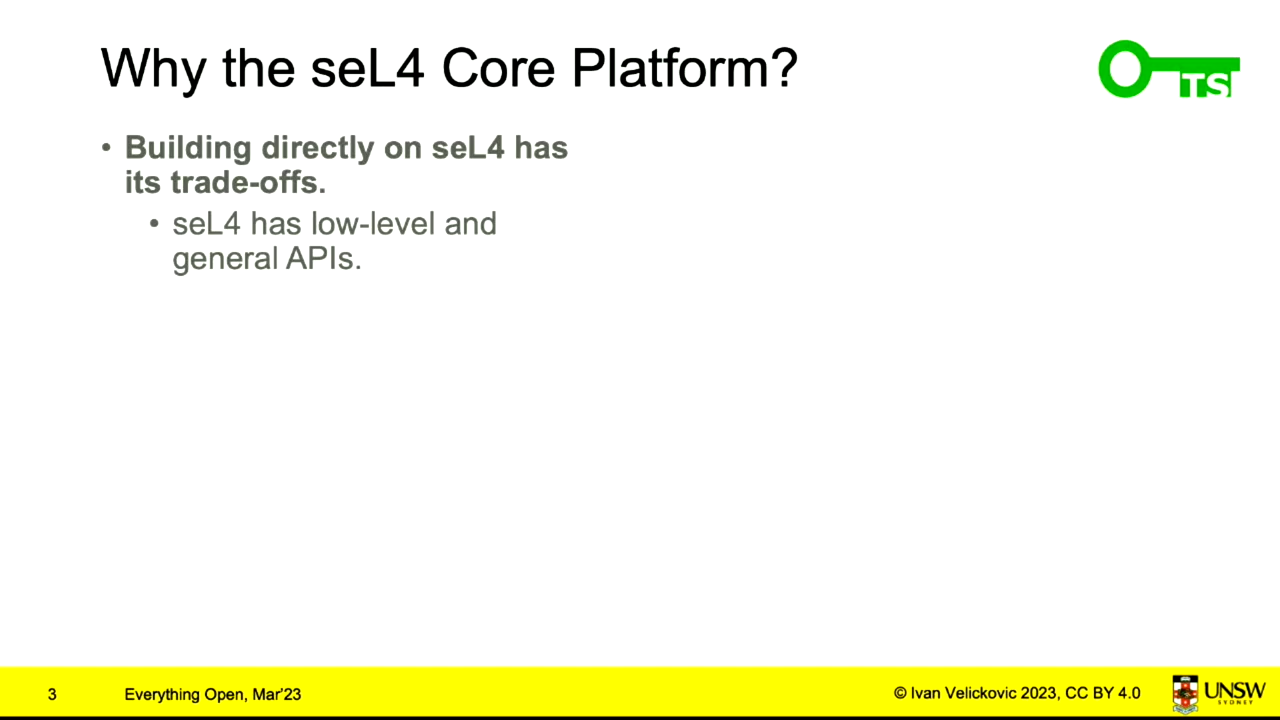 Why the seL4 Core Platform?
TS
• Building directly on seL4 has
its trade-offs.
• seL4 has low-level and
general APIs.
3
Everything Open, Mar'23
© Ivan Velickovic 2023, CC BY 4.0
UNSW
SYDNEY